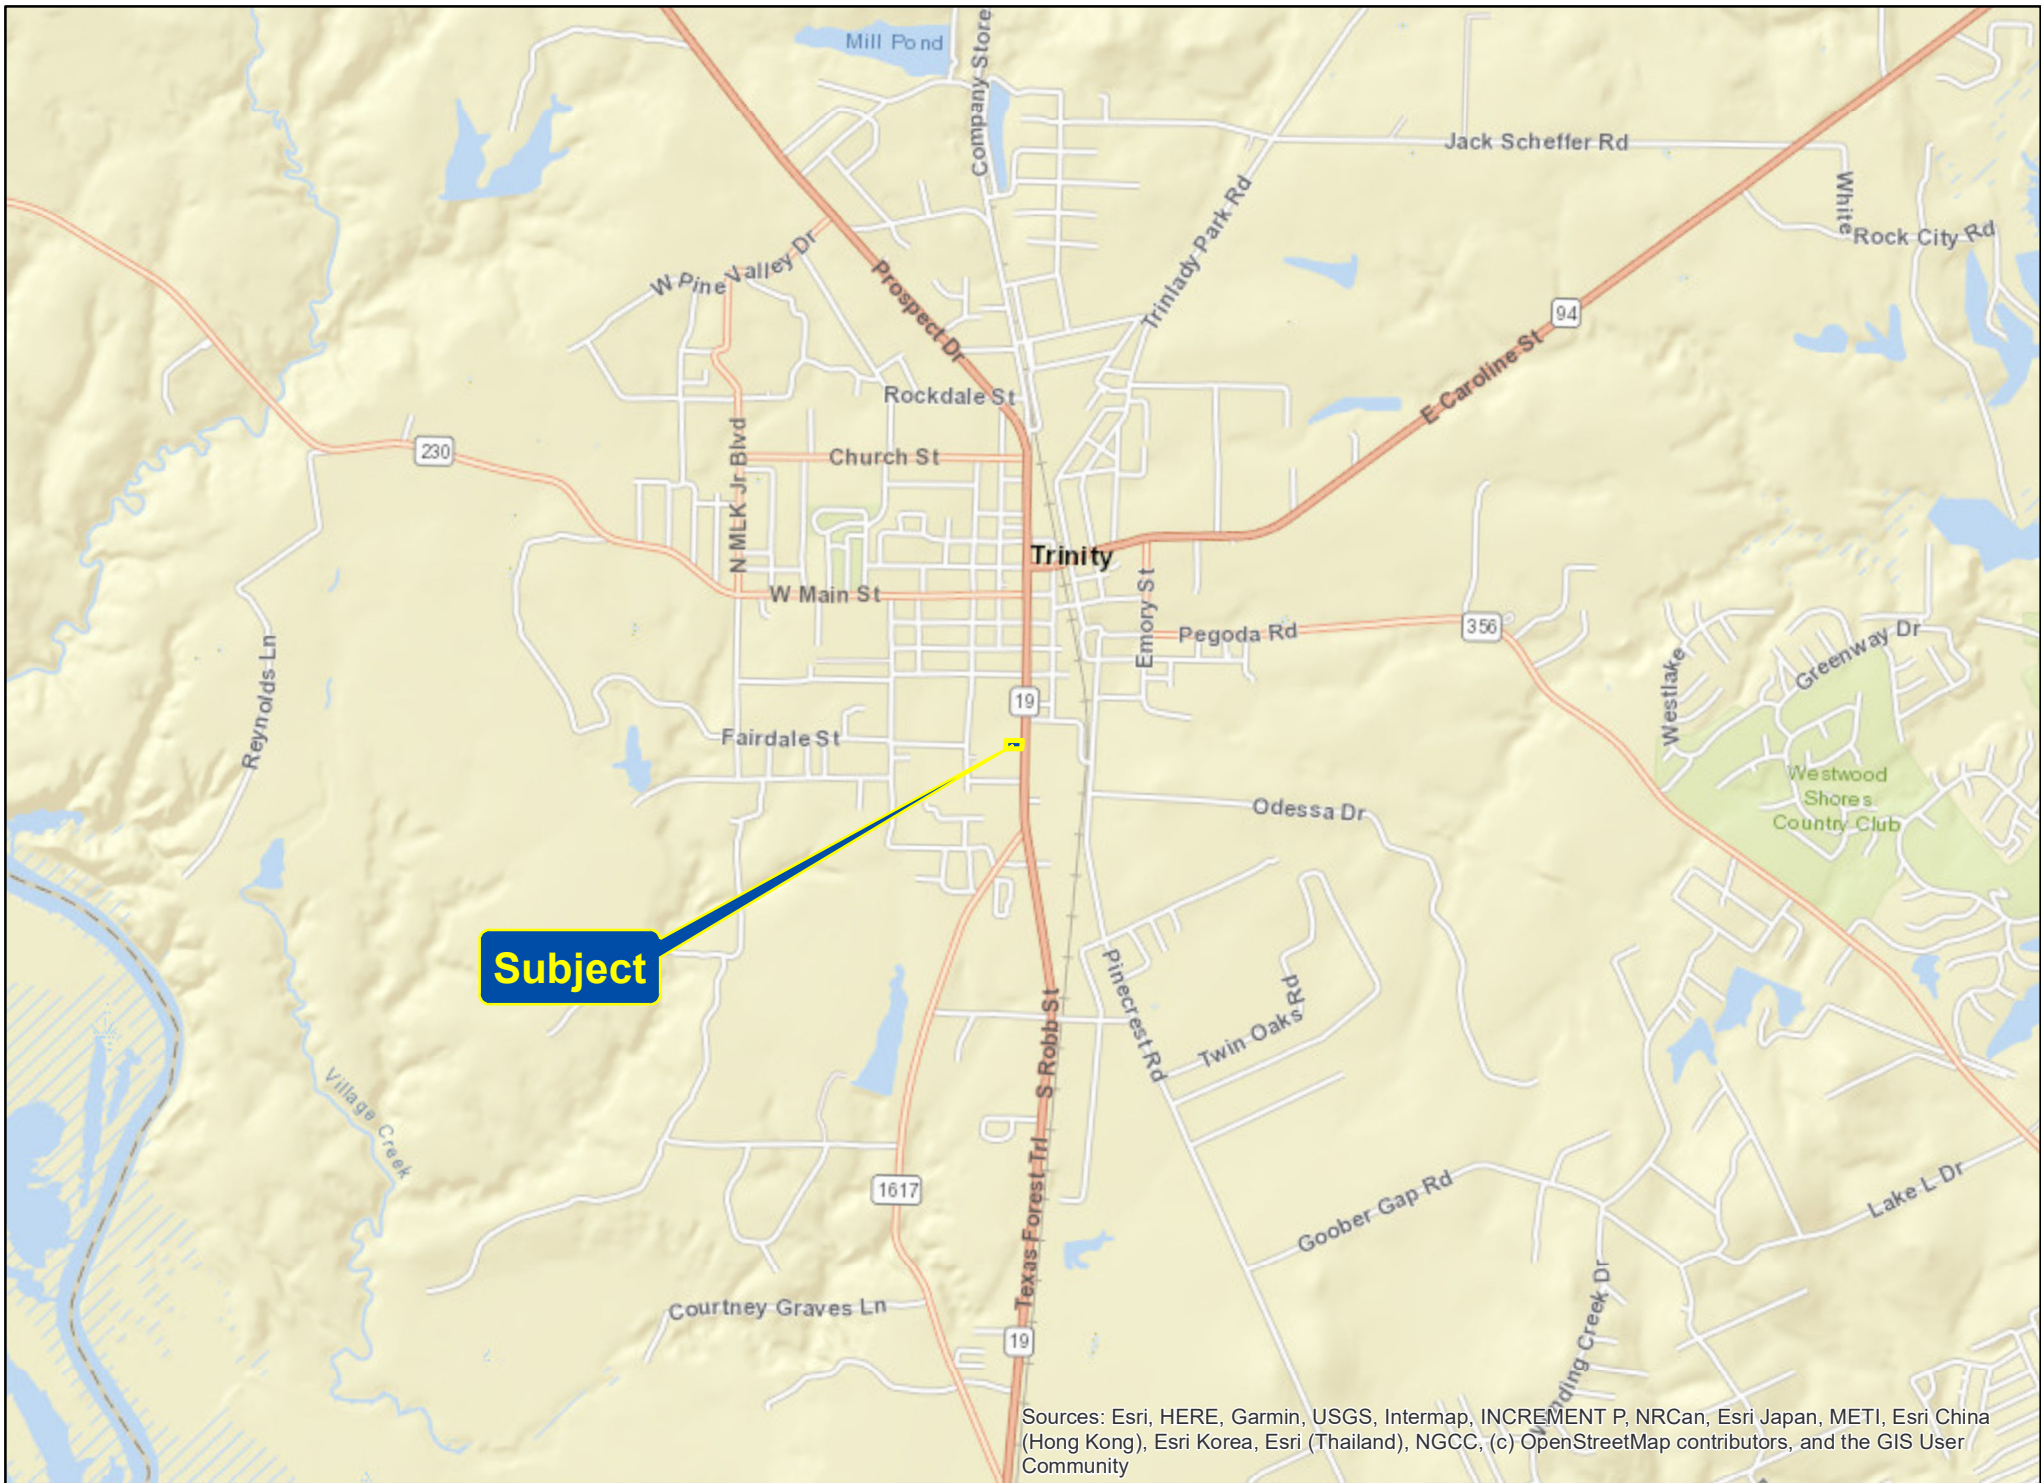 Mill Pond
Company Store
Jack Scheffer Rd
White
Rock City Rd
Trinlady Park Rd
W Pine Valley Dr
Prospect Dr
94
E Caroline St
Rockdale St
230
Church St
N MLK Jr Blvd
Trinity
W Main St
Emory St
Pegoda Rd
356
Greenway Dr
Westlake
Reynolds Ln
19
Fairdale St
Westwood
Shores
Country Club
Odessa Dr
Subject
Pinecrest Rd
Twin Oaks Rd
S Robb St
Village Creek
Texas Forest Trl
1617
Goober Gap Rd
Lake L Dr
Courtney Graves Ln
Winding Creek Dr
19
Sources: Esri, HERE, Garmin, USGS, Intermap, INCREMENT P, NRCan, Esri Japan, METI, Esri China
(Hong Kong), Esri Korea, Esri (Thailand), NGCC, (c) OpenStreetMap contributors, and the GIS User
Community